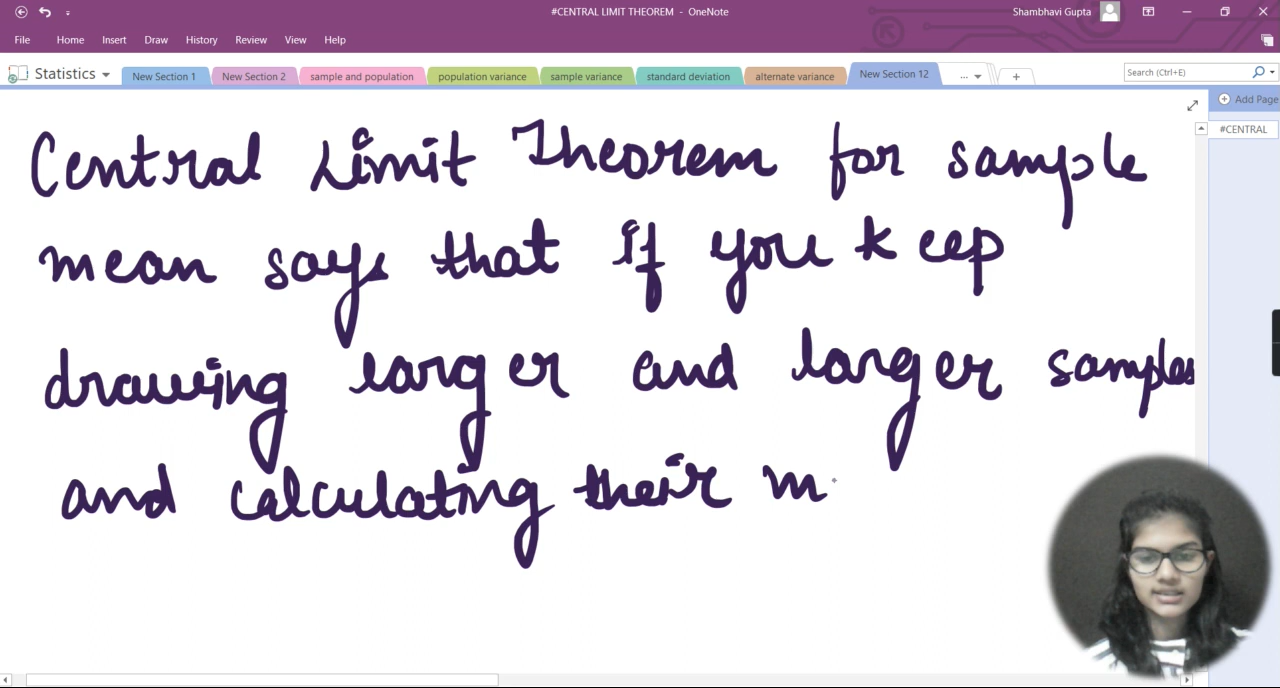 #CENTRAL LIMIT THEOREM - OneNote
Shambhavi Gupta
File Home Insert Draw History Review View Help
Statistics New Section 1 New Section 2 sample and population population variance sample variance standard deviation alternate variance New Section 12 ... + Search (Ctrl+E)
Add Page
#CENTRAL
Central Limit Theorem for sample
mean says that if you keep
drawing larger and larger samples
and calculating their m